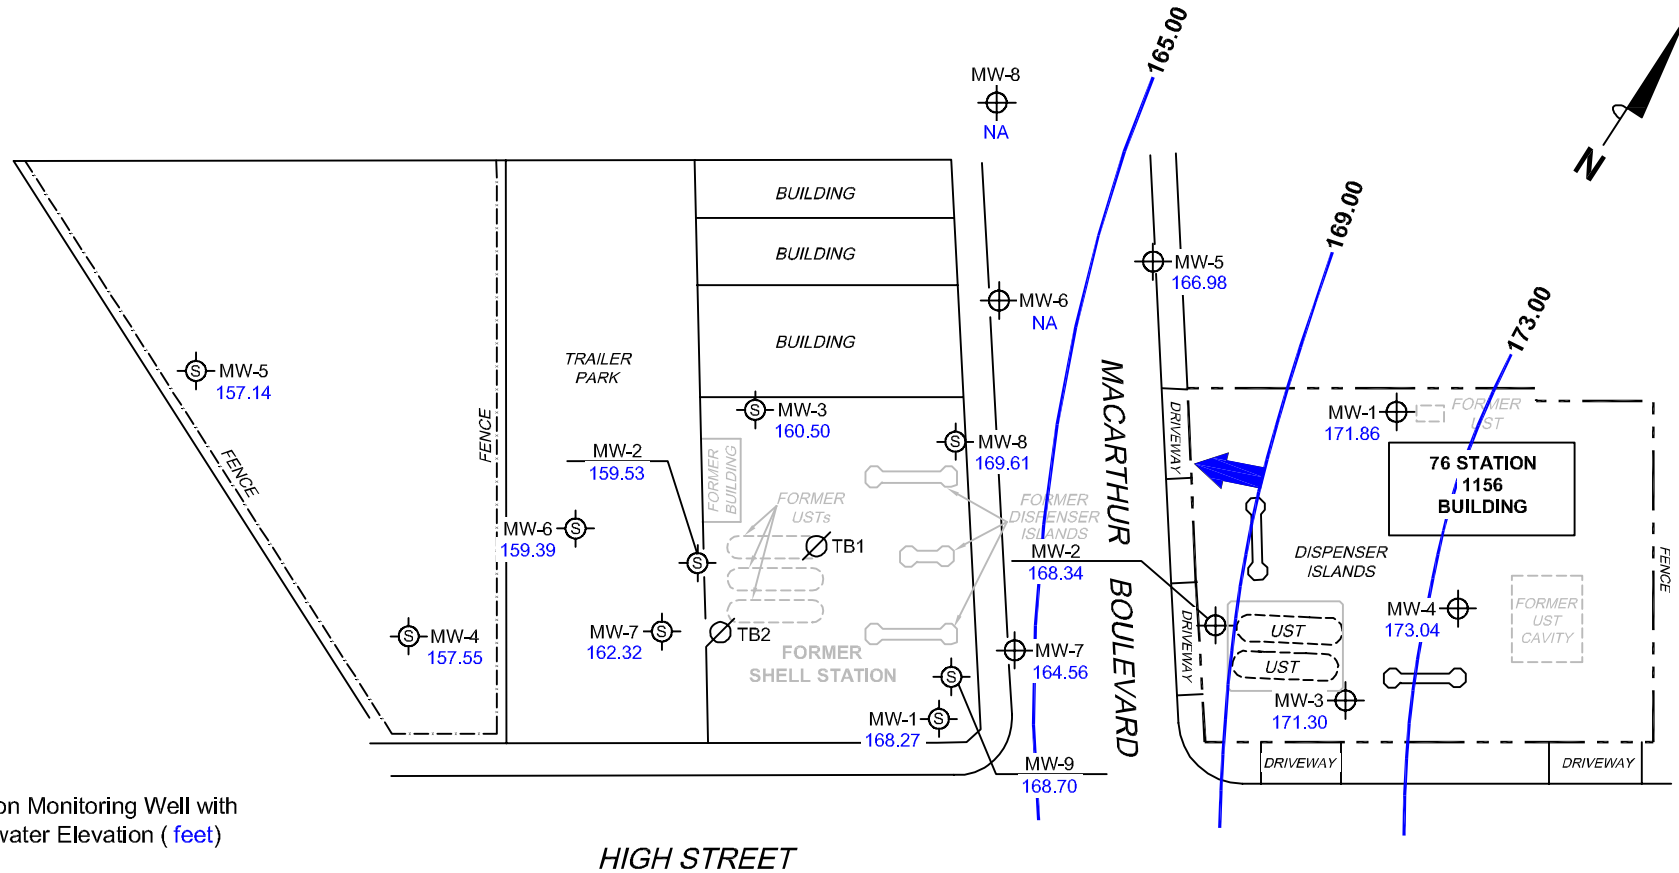 165.00
MW-8
NA
N
169.00
173.00
BUILDING
BUILDING
BUILDING
MW-5
166.98
MW-6
NA
TRAILER
PARK
MACARTHUR BOULEVARD
MW-5
157.14
FENCE
FENCE
MW-3
160.50
MW-8
169.61
MW-2
159.53
FORMER
BUILDING
FORMER
USTs
TB1
FORMER
DISPENSER
ISLANDS
MW-6
159.39
MW-4
157.55
MW-7
162.32
TB2
FORMER
SHELL STATION
MW-1
168.27
MW-9
168.70
MW-7
164.56
MW-2
168.34
DRIVEWAY
DRIVEWAY
MW-1
171.86
FORMER
UST
76 STATION
1156
BUILDING
DISPENSER
ISLANDS
FENCE
MW-4
173.04
FORMER
UST
CAVITY
UST
UST
MW-3
171.30
DRIVEWAY
DRIVEWAY
on Monitoring Well with
water Elevation ( feet)
HIGH STREET
S
S
S
S
S
S
S
S
S